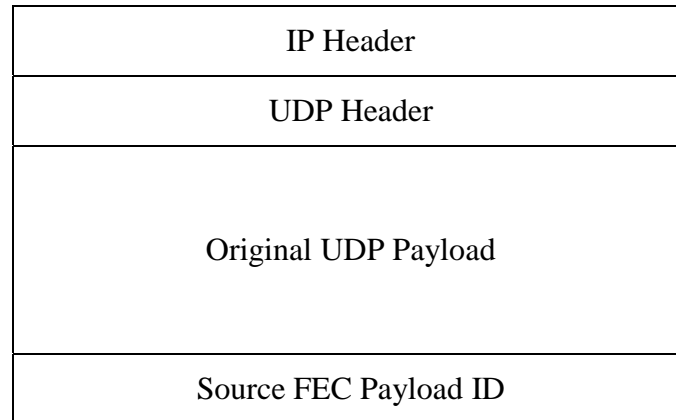 IP Header
UDP Header
Original UDP Payload
Source FEC Payload ID